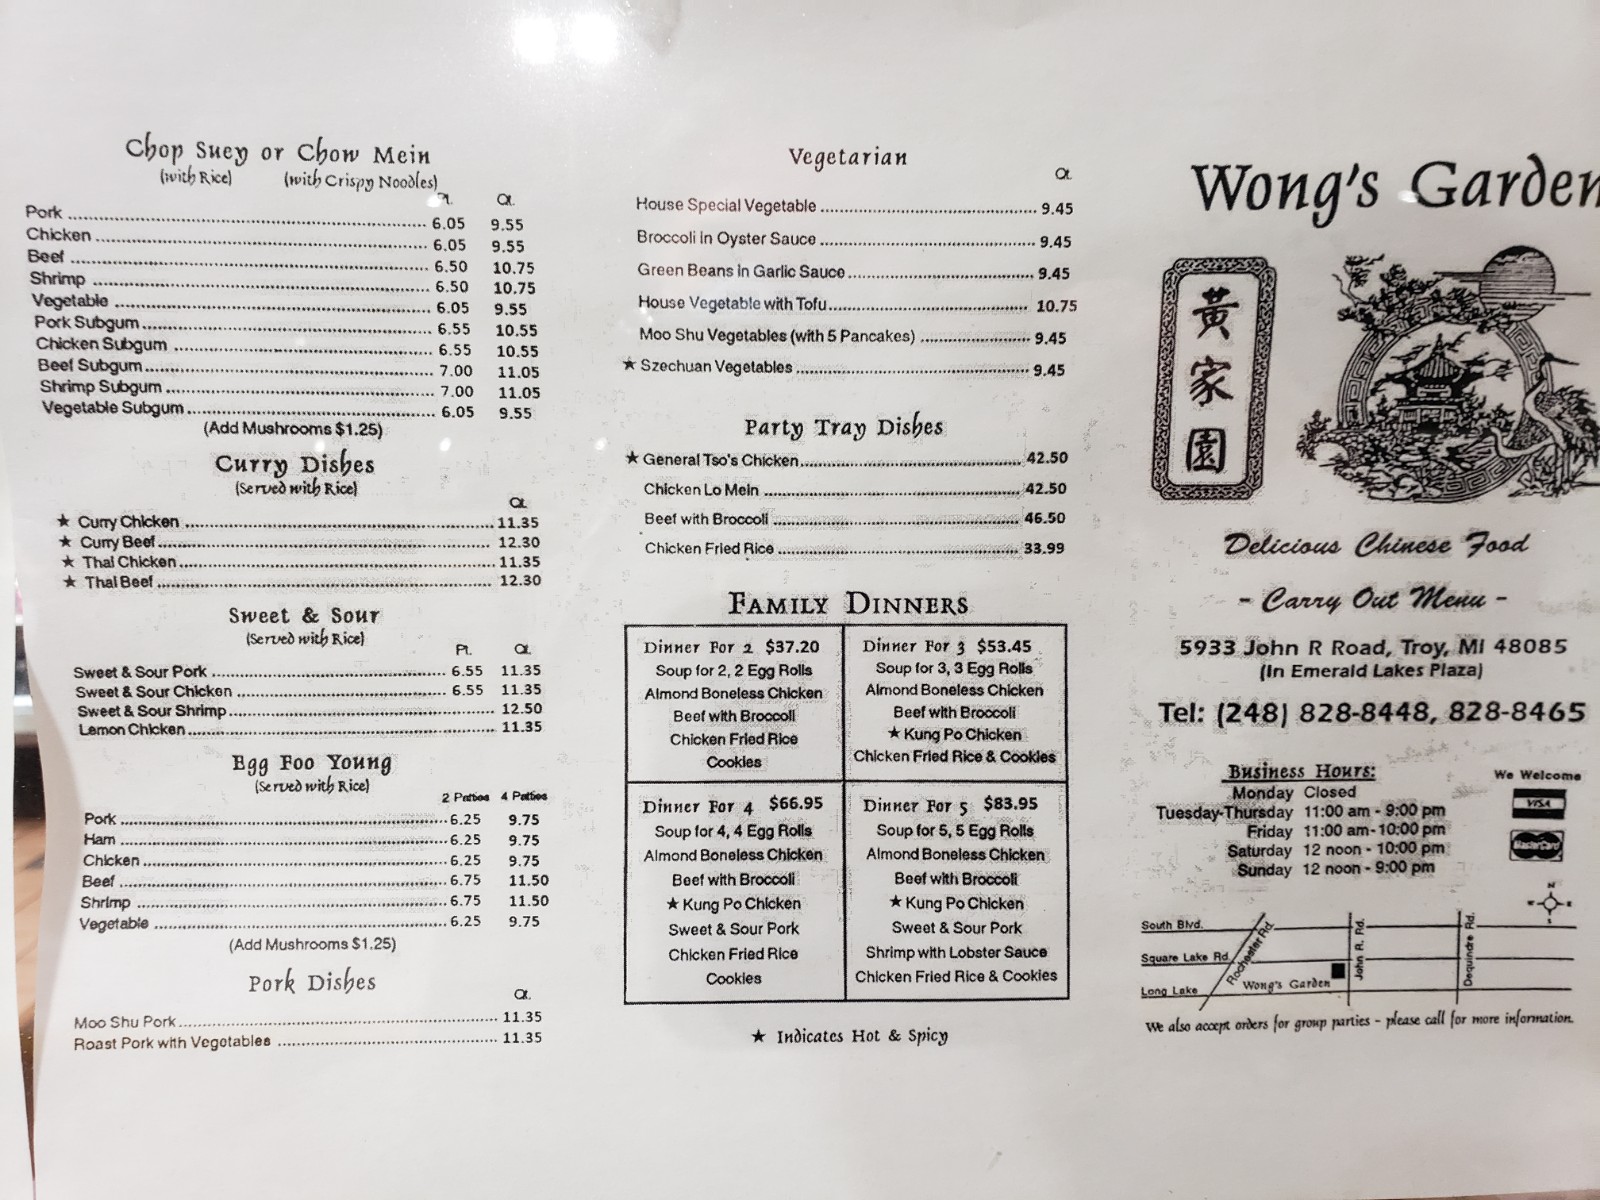 Chop Suey or Chow Mein
(with Rice) (with Crispy Noodles)
Pt. Qt.
Pork 6.05 9.55
Chicken 6.05 9.55
Beef 6.50 10.75
Shrimp 6.50 10.75
Vegetable 6.05 9.55
Pork Subgum 6.55 10.55
Chicken Subgum 6.55 10.55
Beef Subgum 7.00 11.05
Shrimp Subgum 7.00 11.05
Vegetable Subgum 6.05 9.55
(Add Mushrooms $1.25)
Curry Dishes
(Served with Rice)
Qt.
★ Curry Chicken 11.35
★ Curry Beef 12.30
★ Thai Chicken 11.35
★ Thai Beef 12.30
Sweet & Sour
(Served with Rice)
Pt. Qt.
Sweet & Sour Pork 6.55 11.35
Sweet & Sour Chicken 6.55 11.35
Sweet & Sour Shrimp 12.50
Lemon Chicken 11.35
Egg Foo Young
(Served with Rice)
2 Patties 4 Patties
Pork 6.25 9.75
Ham 6.25 9.75
Chicken 6.25 9.75
Beef 6.75 11.50
Shrimp 6.75 11.50
Vegetable 6.25 9.75
(Add Mushrooms $1.25)
Pork Dishes
Qt.
Moo Shu Pork 11.35
Roast Pork with Vegetables 11.35
Vegetarian
Qt.
House Special Vegetable 9.45
Broccoli in Oyster Sauce 9.45
Green Beans in Garlic Sauce 9.45
House Vegetable with Tofu 10.75
Moo Shu Vegetables (with 5 Pancakes) 9.45
★ Szechuan Vegetables 9.45
Party Tray Dishes
★ General Tso's Chicken 42.50
Chicken Lo Mein 42.50
Beef with Broccoli 46.50
Chicken Fried Rice 33.99
Family Dinners
Dinner For 2 $37.20
Soup for 2, 2 Egg Rolls
Almond Boneless Chicken
Beef with Broccoli
Chicken Fried Rice
Cookies
Dinner For 3 $53.45
Soup for 3, 3 Egg Rolls
Almond Boneless Chicken
Beef with Broccoli
★ Kung Po Chicken
Chicken Fried Rice & Cookies
Dinner For 4 $66.95
Soup for 4, 4 Egg Rolls
Almond Boneless Chicken
Beef with Broccoli
★ Kung Po Chicken
Sweet & Sour Pork
Chicken Fried Rice
Cookies
Dinner For 5 $83.95
Soup for 5, 5 Egg Rolls
Almond Boneless Chicken
Beef with Broccoli
★ Kung Po Chicken
Sweet & Sour Pork
Shrimp with Lobster Sauce
Chicken Fried Rice & Cookies
★ Indicates Hot & Spicy
Wong's Garden
黃家園
Delicious Chinese Food
- Carry Out Menu -
5933 John R Road, Troy, MI 48085
(In Emerald Lakes Plaza)
Tel: (248) 828-8448, 828-8465
Business Hours:
Monday Closed
Tuesday-Thursday 11:00 am - 9:00 pm
Friday 11:00 am - 10:00 pm
Saturday 12 noon - 10:00 pm
Sunday 12 noon - 9:00 pm
We Welcome
VISA
MasterCard
N
W E
S
South Blvd.
Square Lake Rd.
Long Lake
Rochester Rd.
Wong's Garden
John R. Rd.
Dequindre Rd.
We also accept orders for group parties - please call for more information.